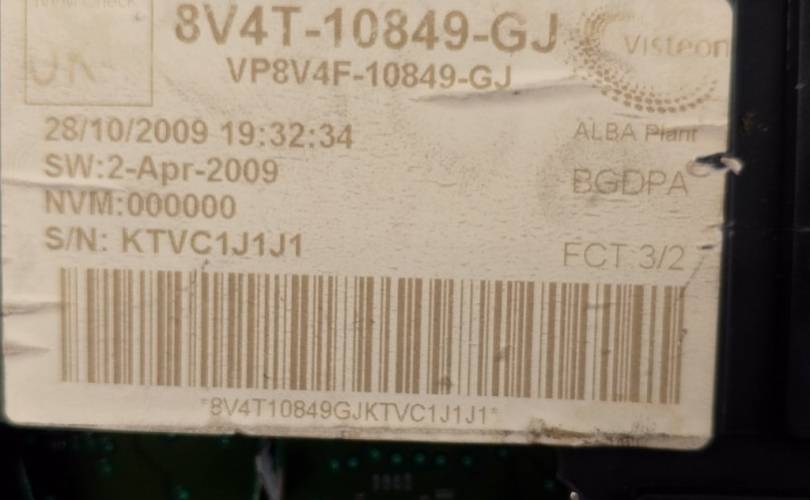 8V4T-10849-GJ
VP8V4F-10849-GJ
Visteon
28/10/2009 19:32:34
ALBA Plant
SW:2-Apr-2009
BGDPA
NVM:000000
S/N: KTVC1J1J1
FCT 3/2
*8V4T10849GJKTVC1J1J1*